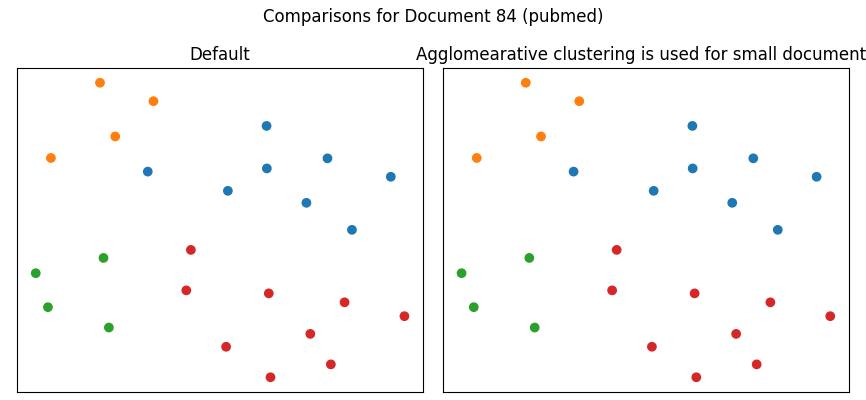 Comparisons for Document 84 (pubmed)
Default
Agglomearative clustering is used for small document